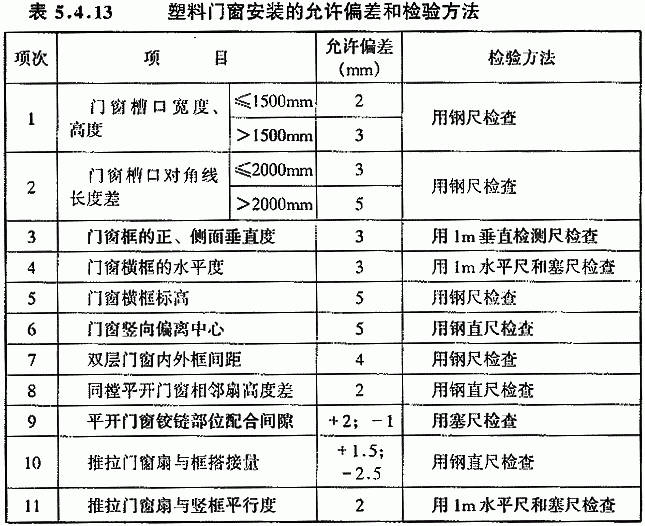 表 5.4.13 塑料门窗安装的允许偏差和检验方法
项次 项 目 允许偏差(mm) 检验方法
1 门窗槽口宽度、高度 ≤1500mm 2 用钢尺检查
>1500mm 3
2 门窗槽口对角线长度差 ≤2000mm 3 用钢尺检查
>2000mm 5
3 门窗框的正、侧面垂直度 3 用1m垂直检测尺检查
4 门窗横框的水平度 3 用1m水平尺和塞尺检查
5 门窗横框标高 5 用钢尺检查
6 门窗竖向偏离中心 5 用钢直尺检查
7 双层门窗内外框间距 4 用钢尺检查
8 同樘平开门窗相邻扇高度差 2 用钢直尺检查
9 平开门窗铰链部位配合间隙 +2；-1 用塞尺检查
10 推拉门窗扇与框搭接量 +1.5；-2.5 用钢直尺检查
11 推拉门窗扇与竖框平行度 2 用1m水平尺和塞尺检查